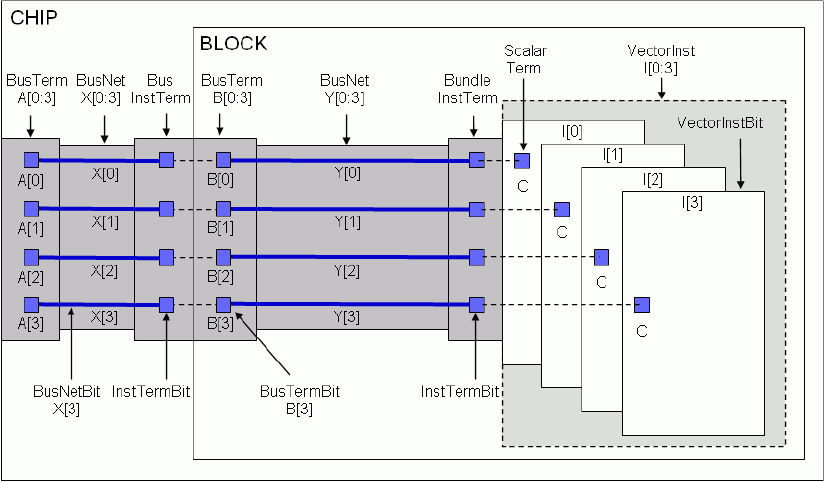 CHIP
BLOCK
BusTerm
A[0:3]
BusNet
X[0:3]
Bus
InstTerm
BusTerm
B[0:3]
BusNet
Y[0:3]
Bundle
InstTerm
Scalar
Term
VectorInst
I[0:3]
VectorInstBit
I[0]
I[1]
I[2]
I[3]
A[0]
X[0]
B[0]
Y[0]
C
A[1]
X[1]
B[1]
Y[1]
C
A[2]
X[2]
B[2]
Y[2]
C
A[3]
X[3]
B[3]
Y[3]
C
BusNetBit
X[3]
InstTermBit
BusTermBit
B[3]
InstTermBit